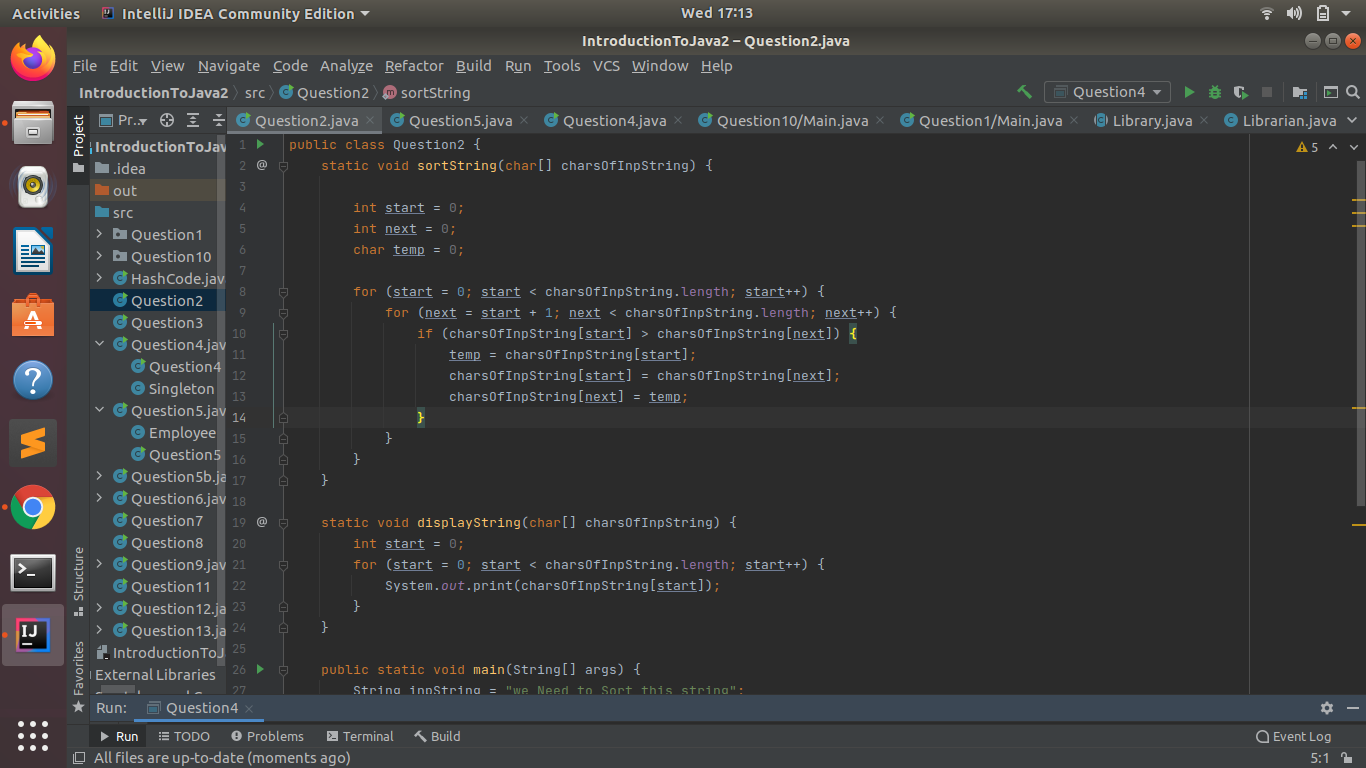 Activities IntelliJ IDEA Community Edition Wed 17:13
IntroductionToJava2 – Question2.java
File Edit View Navigate Code Analyze Refactor Build Run Tools VCS Window Help
IntroductionToJava2 src Question2 sortString Question4
Project
Pr... Question2.java Question5.java Question4.java Question10/Main.java Question1/Main.java Library.java Librarian.java
IntroductionToJav
.idea
out
src
Question1
Question10
HashCode.jav
Question2
Question3
Question4.jav
Question4
Singleton
Question5.jav
Employee
Question5
Question5b.ja
Question6.jav
Question7
Question8
Question9.jav
Question11
Question12.ja
Question13.ja
IntroductionToJ
External Libraries
5
1 public class Question2 {
2 @ static void sortString(char[] charsOfInpString) {
3
4 int start = 0;
5 int next = 0;
6 char temp = 0;
7
8 for (start = 0; start < charsOfInpString.length; start++) {
9 for (next = start + 1; next < charsOfInpString.length; next++) {
10 if (charsOfInpString[start] > charsOfInpString[next]) {
11 temp = charsOfInpString[start];
12 charsOfInpString[start] = charsOfInpString[next];
13 charsOfInpString[next] = temp;
14 }
15 }
16 }
17 }
18
19 @ static void displayString(char[] charsOfInpString) {
20 int start = 0;
21 for (start = 0; start < charsOfInpString.length; start++) {
22 System.out.print(charsOfInpString[start]);
23 }
24 }
25
26 public static void main(String[] args) {
27 String inpString = "we Need to Sort this string";
Structure
Favorites
Run: Question4
Run TODO Problems Terminal Build Event Log
All files are up-to-date (moments ago) 5:1